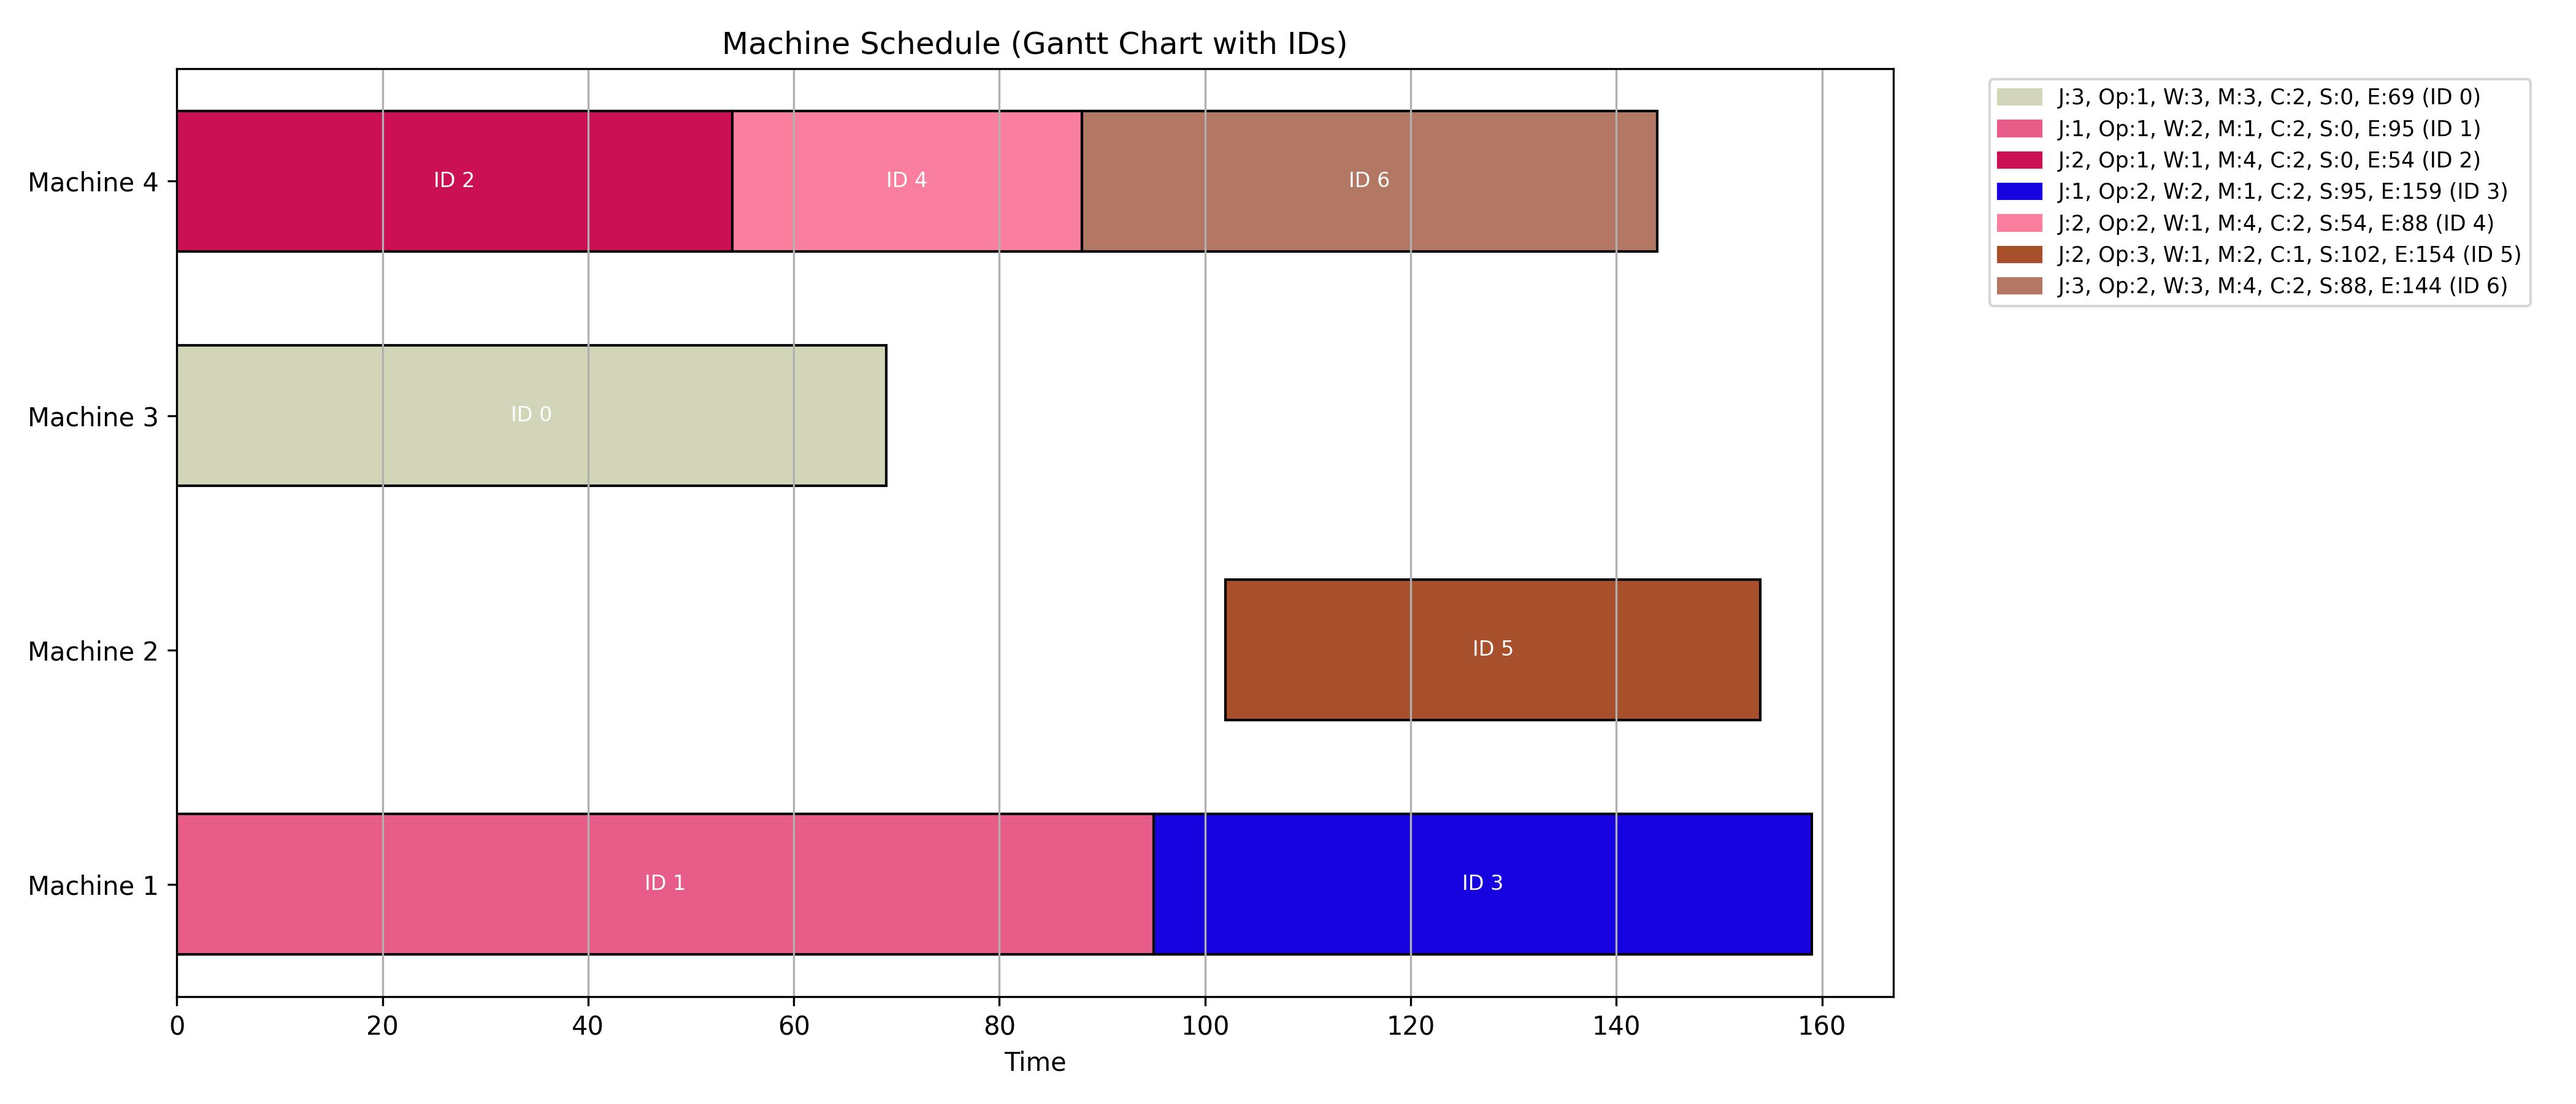 Machine Schedule (Gantt Chart with IDs)
Machine 4
Machine 3
Machine 2
Machine 1
ID 2
ID 4
ID 6
ID 0
ID 5
ID 1
ID 3
0 20 40 60 80 100 120 140 160
Time
J:3, Op:1, W:3, M:3, C:2, S:0, E:69 (ID 0)
J:1, Op:1, W:2, M:1, C:2, S:0, E:95 (ID 1)
J:2, Op:1, W:1, M:4, C:2, S:0, E:54 (ID 2)
J:1, Op:2, W:2, M:1, C:2, S:95, E:159 (ID 3)
J:2, Op:2, W:1, M:4, C:2, S:54, E:88 (ID 4)
J:2, Op:3, W:1, M:2, C:1, S:102, E:154 (ID 5)
J:3, Op:2, W:3, M:4, C:2, S:88, E:144 (ID 6)